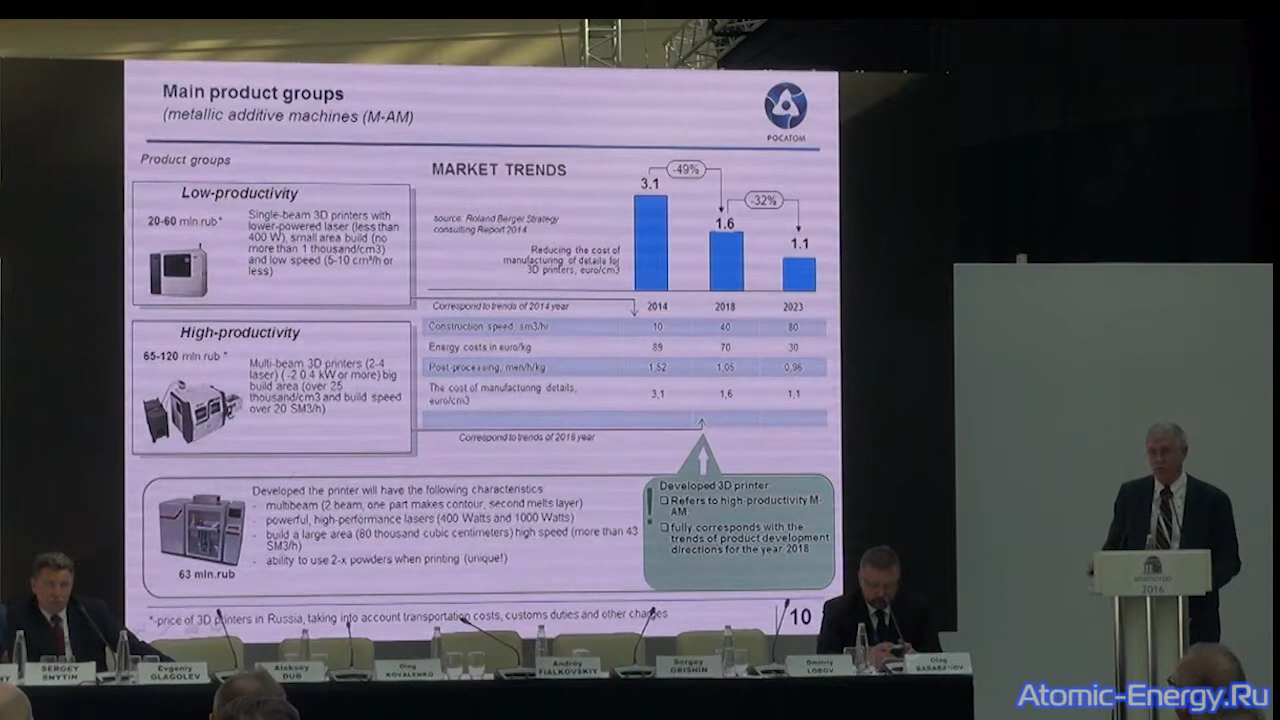 Main product groups
(metallic additive machines (M-AM)
РОСАТОМ
Product groups
Low-productivity
20-60 mln.rub*
Single-beam 3D printers with
lower-powered laser (less than
400 W), small area build (no
more than 1 thousand/cm3)
and low speed (5-10 cm³/h or
less)
High-productivity
65-120 mln rub *
Multi-beam 3D printers (2-4
laser) ( -2 0.4 kW or more) big
build area (over 25
thousand/cm3 and build speed
over 20 SM3/h)
MARKET TRENDS
source: Roland Berger Strategy
consulting Report 2014
Reducing the cost of
manufacturing of details for
3D printers, euro/cm3
-49%
-32%
3.1
1.6
1.1
Correspond to trends of 2014 year
2014 2018 2023
Construction speed, sm3/hr 10 40 80
Energy costs in euro/kg 89 70 30
Post-processing, men/h/kg 1,52 1,05 0,96
The cost of manufacturing details,
euro/cm3 3,1 1,6 1,1
Correspond to trends of 2018 year
Developed the printer will have the following characteristics
- multibeam (2 beam, one part makes contour, second melts layer)
- powerful, high-performance lasers (400 Watts and 1000 Watts)
- build a large area (80 thousand cubic centimeters) high speed (more than 43
SM3/h)
- ability to use 2-x powders when printing (unique!)
63 mln.rub
Developed 3D printer:
! Refers to high-productivity M-
AM.
fully corresponds with the
trends of product development
directions for the year 2018
*-price of 3D printers in Russia, taking into account transportation costs, customs duties and other charges
10
atomexpo
2016
SERGEY
SNYTIN
Evgeniy
GLAGOLEV
Aleksey
DUB
Oleg
KOVALENKO
Andrey
FIALKOVSKIY
Sergey
GRISHIN
Dmitriy
LOBOV
Oleg
BARABANOV
Atomic-Energy.Ru